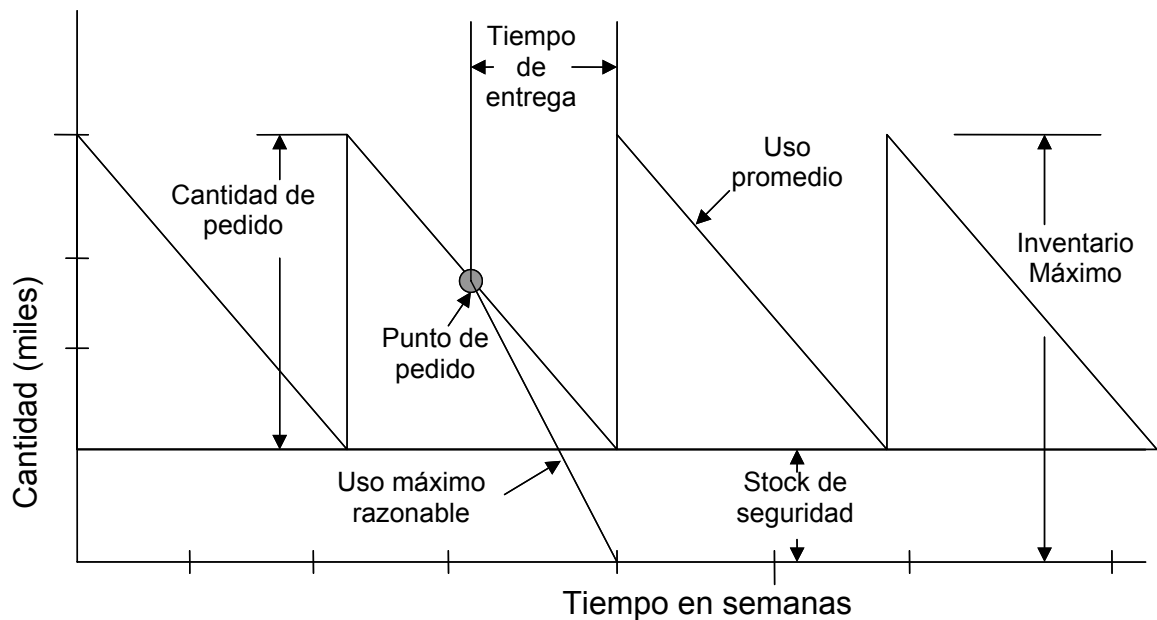 Tiempo
de
entrega
Uso
promedio
Cantidad de
pedido
Inventario
Máximo
Punto de
pedido
Cantidad (miles)
Uso máximo
razonable
Stock de
seguridad
Tiempo en semanas